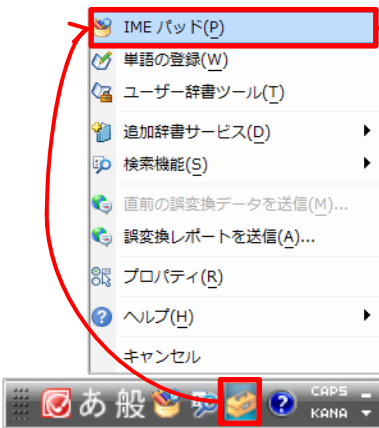 IME パッド(P)
単語の登録(W)
ユーザー辞書ツール(T)
追加辞書サービス(D)
検索機能(S)
直前の誤変換データを送信(M)...
誤変換レポートを送信(A)...
プロパティ(R)
ヘルプ(H)
キャンセル
あ 般 ? CAPS
KANA